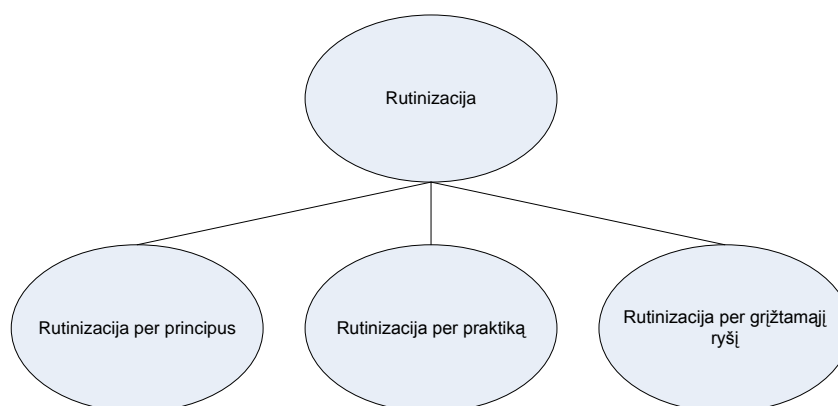 Rutinizacija
Rutinizacija per principus
Rutinizacija per praktiką
Rutinizacija per grįžtamąjį
ryšį